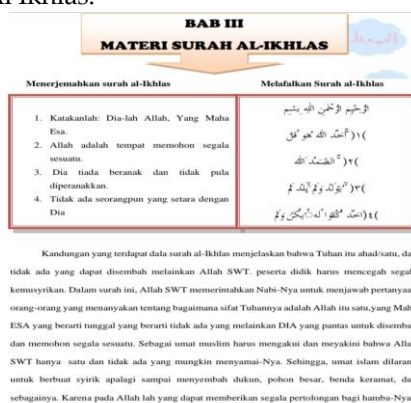 Al Ikhlas.
BAB III
MATERI SURAH AL-IKHLAS
Menerjemahkan surah al-Ikhlas
Melafalkan Surah al-Ikhlas
1. Katakanlah: Dia-lah Allah, Yang Maha
Esa.
2. Allah adalah tempat memohon segala
sesuatu.
3. Dia tiada beranak dan tidak pula
diperanakkan.
4. Tidak ada seorangpun yang setara dengan
Dia
Kandungan yang terdapat dala surah al-Ikhlas menjelaskan bahwa Tuhan itu ahad/satu, da
tidak ada yang dapat disembah melainkan Allah SWT. peserta didik harus mencegah segal
kemusyrikan. Dalam surah ini, Allah SWT memerintahkan Nabi-Nya untuk menjawab pertanyaa
orang-orang yang menanyakan tentang bagaimana sifat Tuhannya adalah Allah itu satu,yang Mah
ESA yang berarti tunggal yang berarti tidak ada yang melainkan DIA yang pantas untuk disemba
dan memohon segala sesuatu. Sebagai umat muslim harus mengakui dan meyakini bahwa Alla
SWT hanya satu dan tidak ada yang mungkin menyamai-Nya. Sehingga, umat islam dilaran
untuk berbuat syirik apalagi sampai menyembah dukun, pohon besar, benda keramat, da
sebagainya. Karena pada Allah lah yang dapat memberikan segala pertolongan bagi hamba-Nya